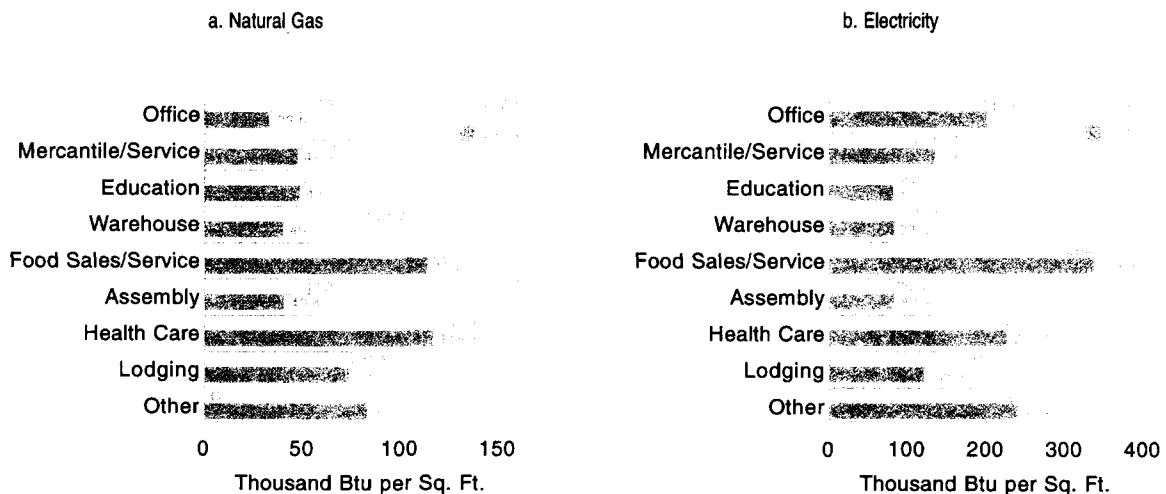 a. Natural Gas
Office
Mercantile/Service
Education
Warehouse
Food Sales/Service
Assembly
Health Care
Lodging
Other
0 50 100 150
Thousand Btu per Sq. Ft.
b. Electricity
Office
Mercantile/Service
Education
Warehouse
Food Sales/Service
Assembly
Health Care
Lodging
Other
0 100 200 300 400
Thousand Btu per Sq. Ft.